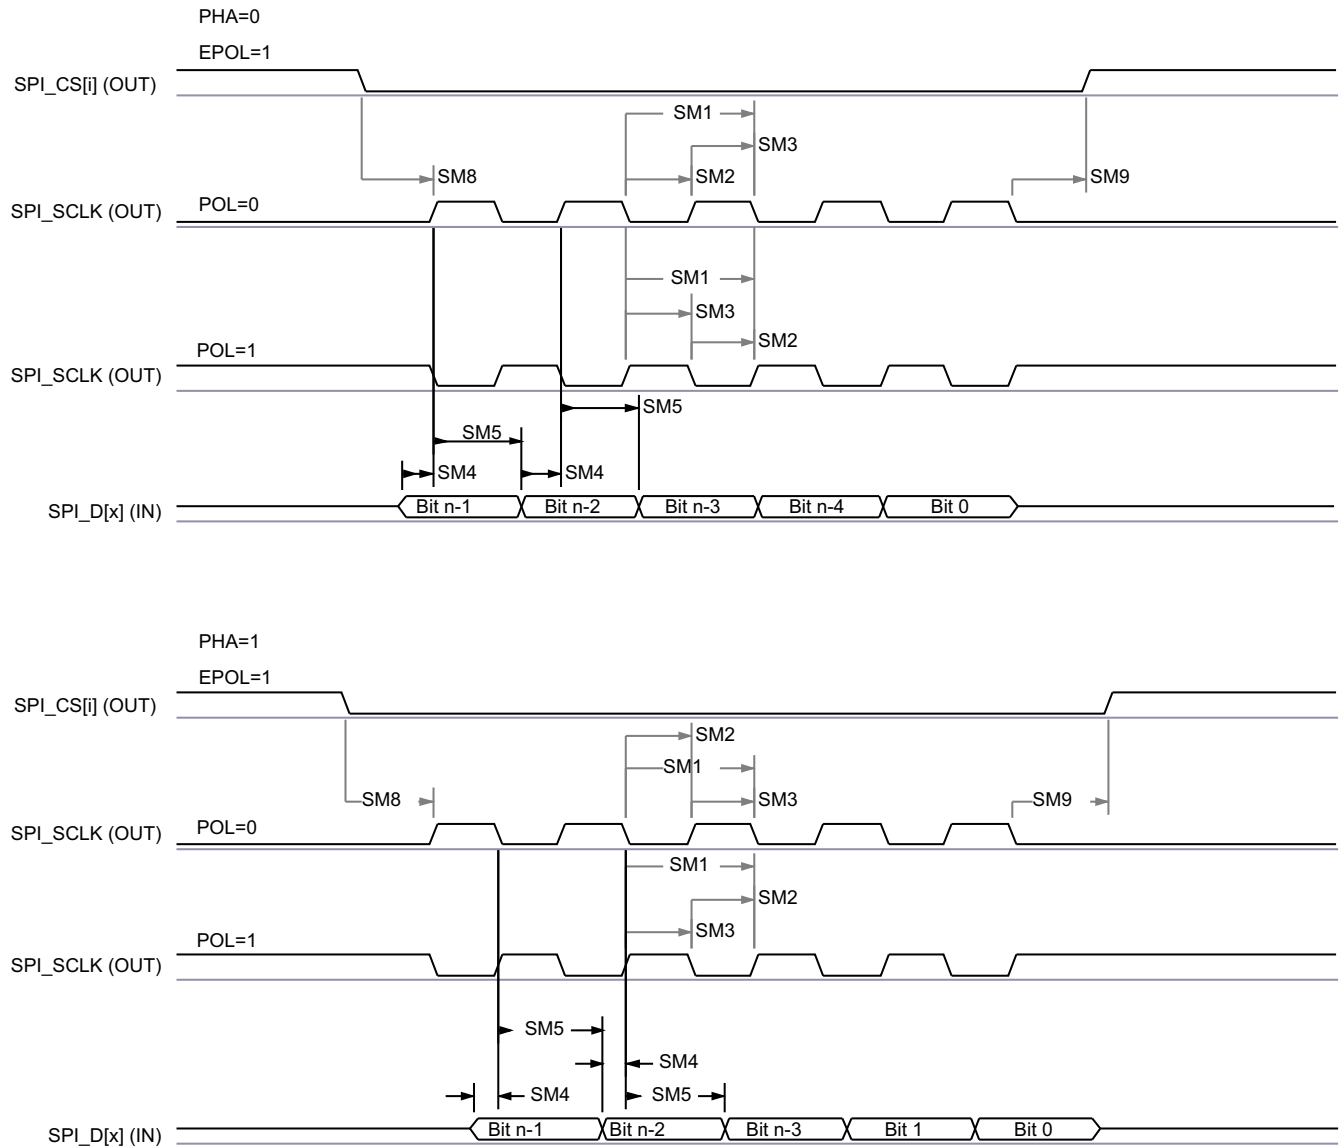 PHA=0
EPOL=1
SPI_CS[i] (OUT)
SM1
SM3
SM8
SM2
SM9
SPI_SCLK (OUT)
POL=0
SM1
SM3
SM2
POL=1
SPI_SCLK (OUT)
SM5
SM5
SM4
SM4
SPI_D[x] (IN)
Bit n-1
Bit n-2
Bit n-3
Bit n-4
Bit 0
PHA=1
EPOL=1
SPI_CS[i] (OUT)
SM2
SM1
SM8
SM3
SM9
SPI_SCLK (OUT)
POL=0
SM1
SM2
SM3
POL=1
SPI_SCLK (OUT)
SM5
SM4
SM4
SM5
SPI_D[x] (IN)
Bit n-1
Bit n-2
Bit n-3
Bit 1
Bit 0